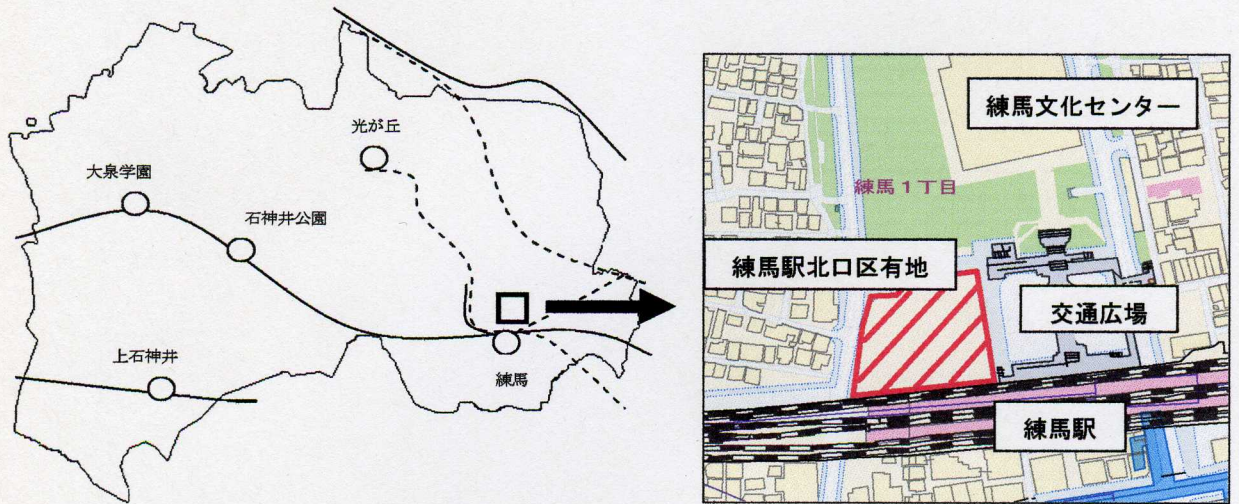 光が丘
大泉学園
石神井公園
上石神井
練馬
練馬文化センター
練馬1丁目
練馬駅北口区有地
交通広場
練馬駅